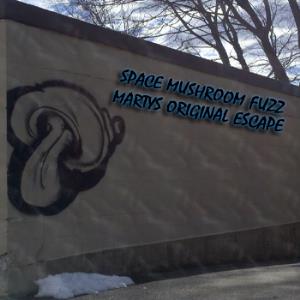 SPACE MUSHROOM FUZZ
MARTYS ORIGINAL ESCAPE